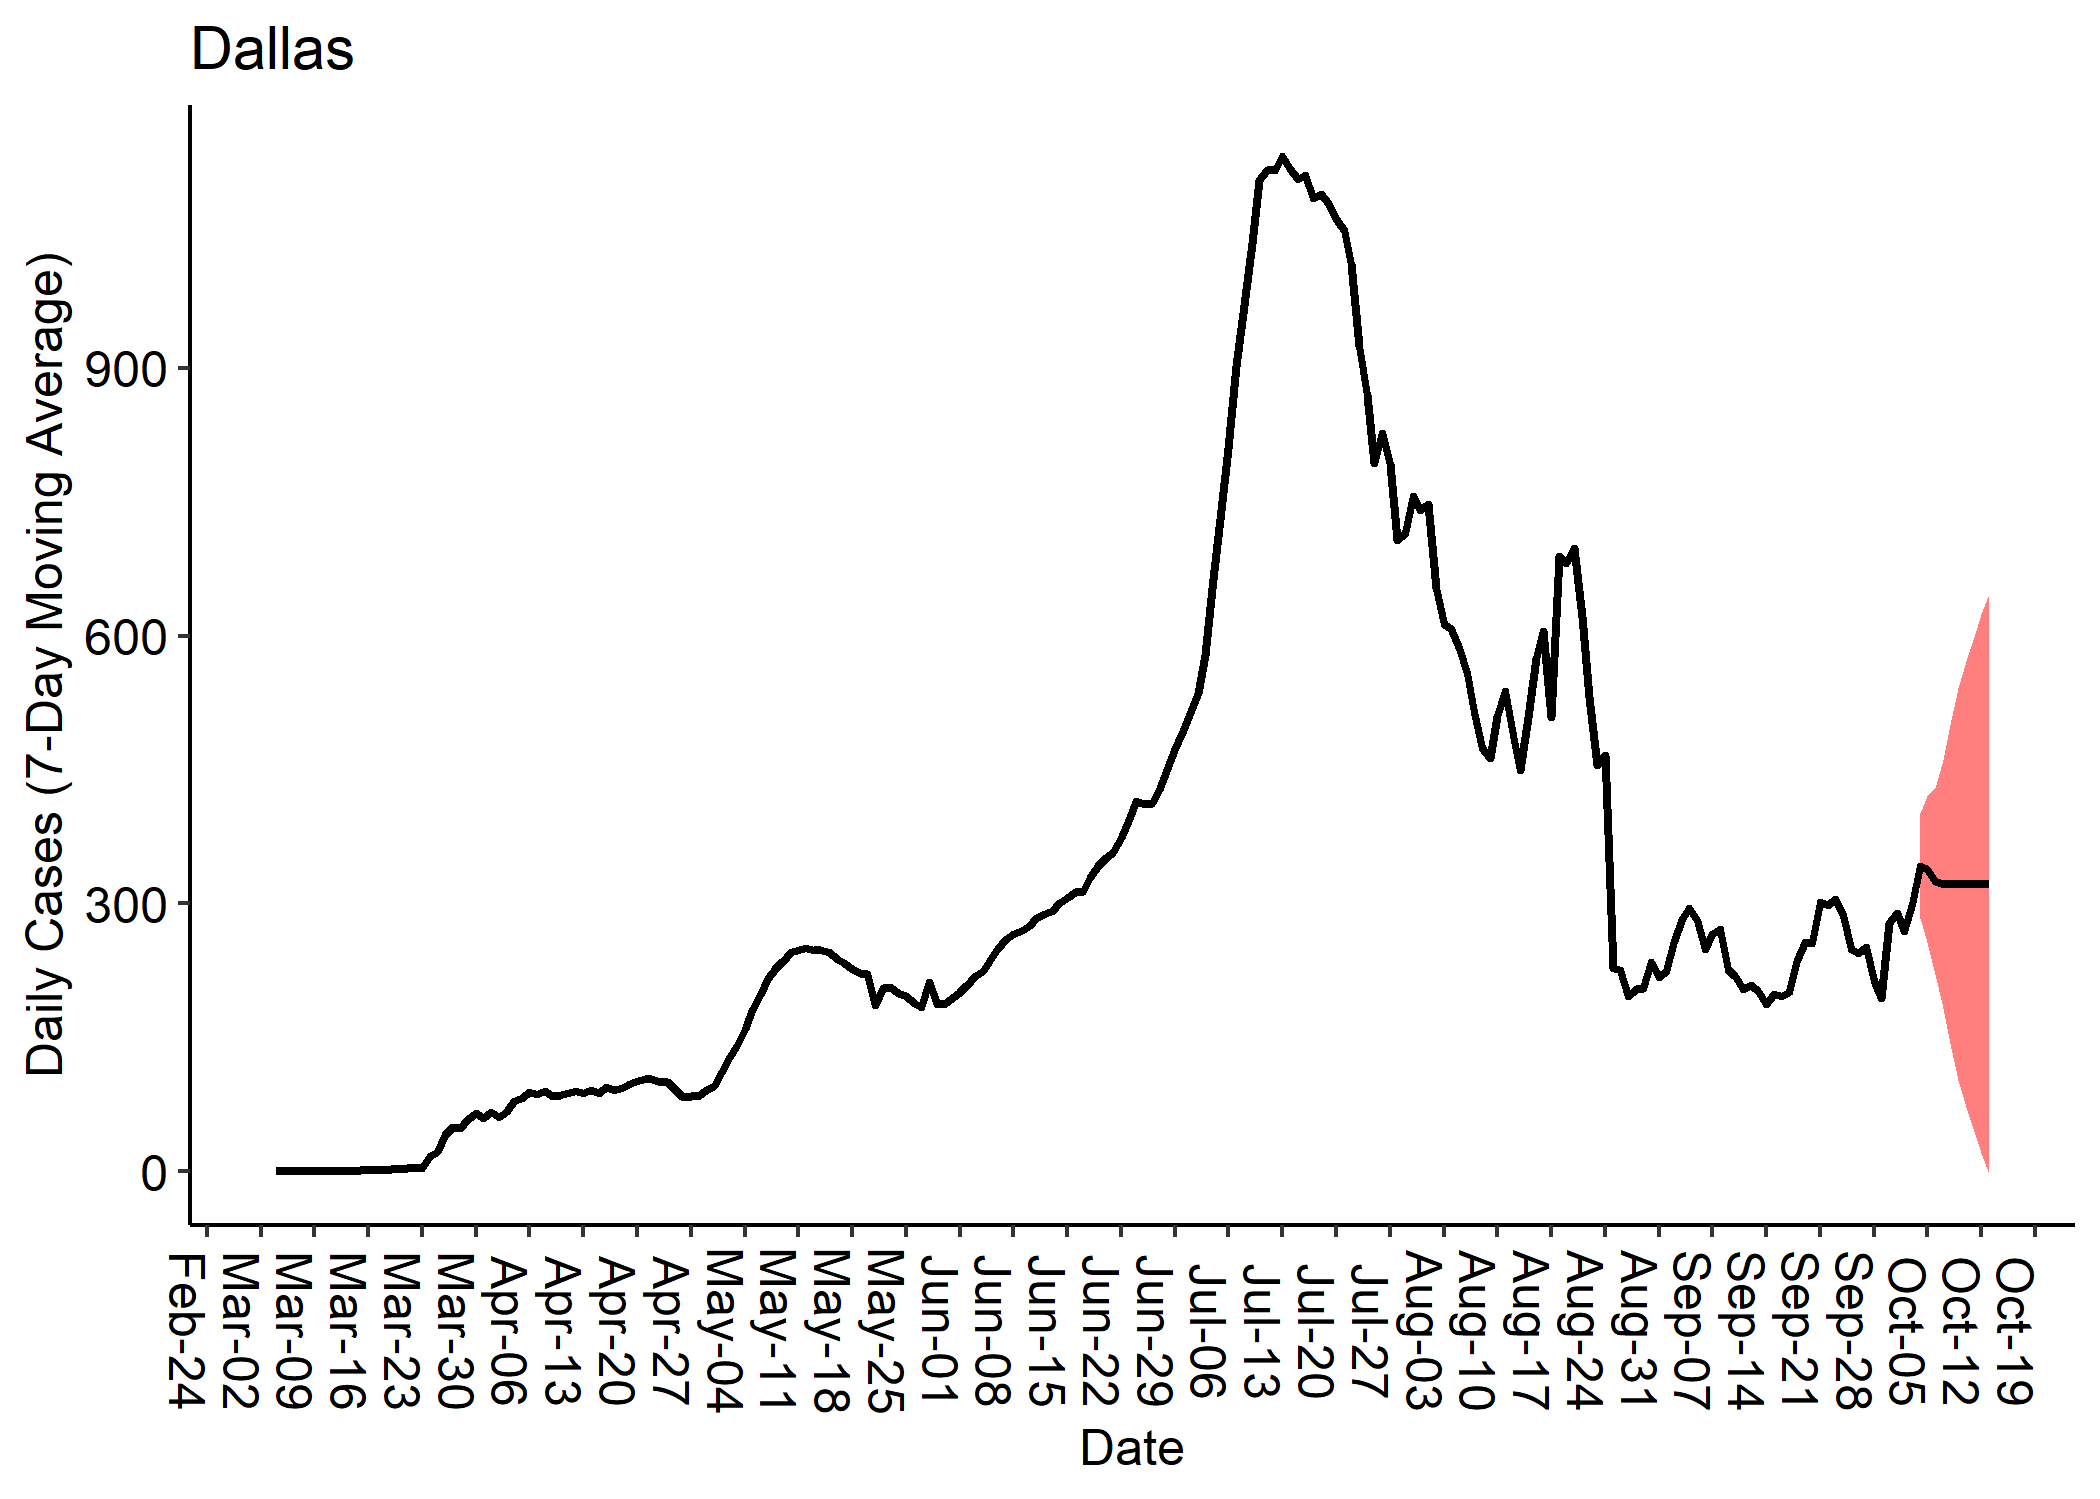 Dallas
Daily Cases (7-Day Moving Average)
900
600
300
0
Feb-24
Mar-02
Mar-09
Mar-16
Mar-23
Mar-30
Apr-06
Apr-13
Apr-20
Apr-27
May-04
May-11
May-18
May-25
Jun-01
Jun-08
Jun-15
Jun-22
Jun-29
Jul-06
Jul-13
Jul-20
Jul-27
Aug-03
Aug-10
Aug-17
Aug-24
Aug-31
Sep-07
Sep-14
Sep-21
Sep-28
Oct-05
Oct-12
Oct-19
Date